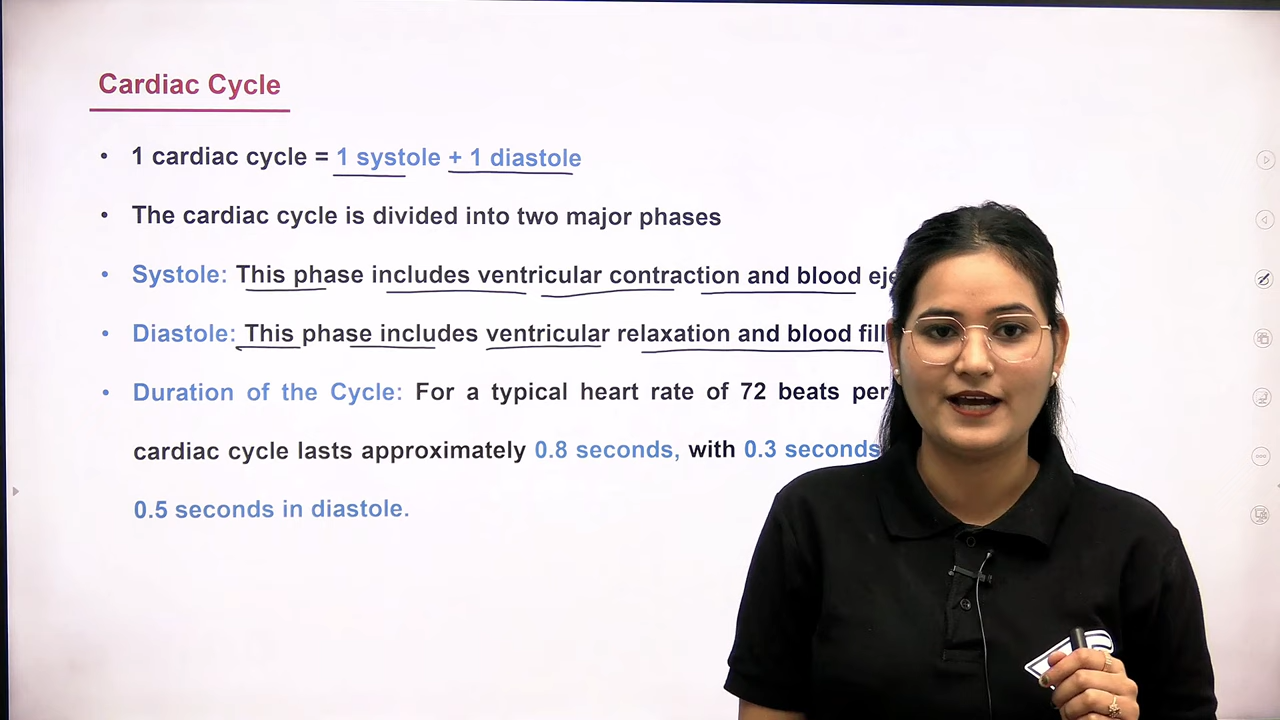 Cardiac Cycle
• 1 cardiac cycle = 1 systole + 1 diastole
• The cardiac cycle is divided into two major phases
• Systole: This phase includes ventricular contraction and blood
• Diastole: This phase includes ventricular relaxation and blood
• Duration of the Cycle: For a typical heart rate of 72 beats per
cardiac cycle lasts approximately 0.8 seconds, with 0.3 seconds
0.5 seconds in diastole.